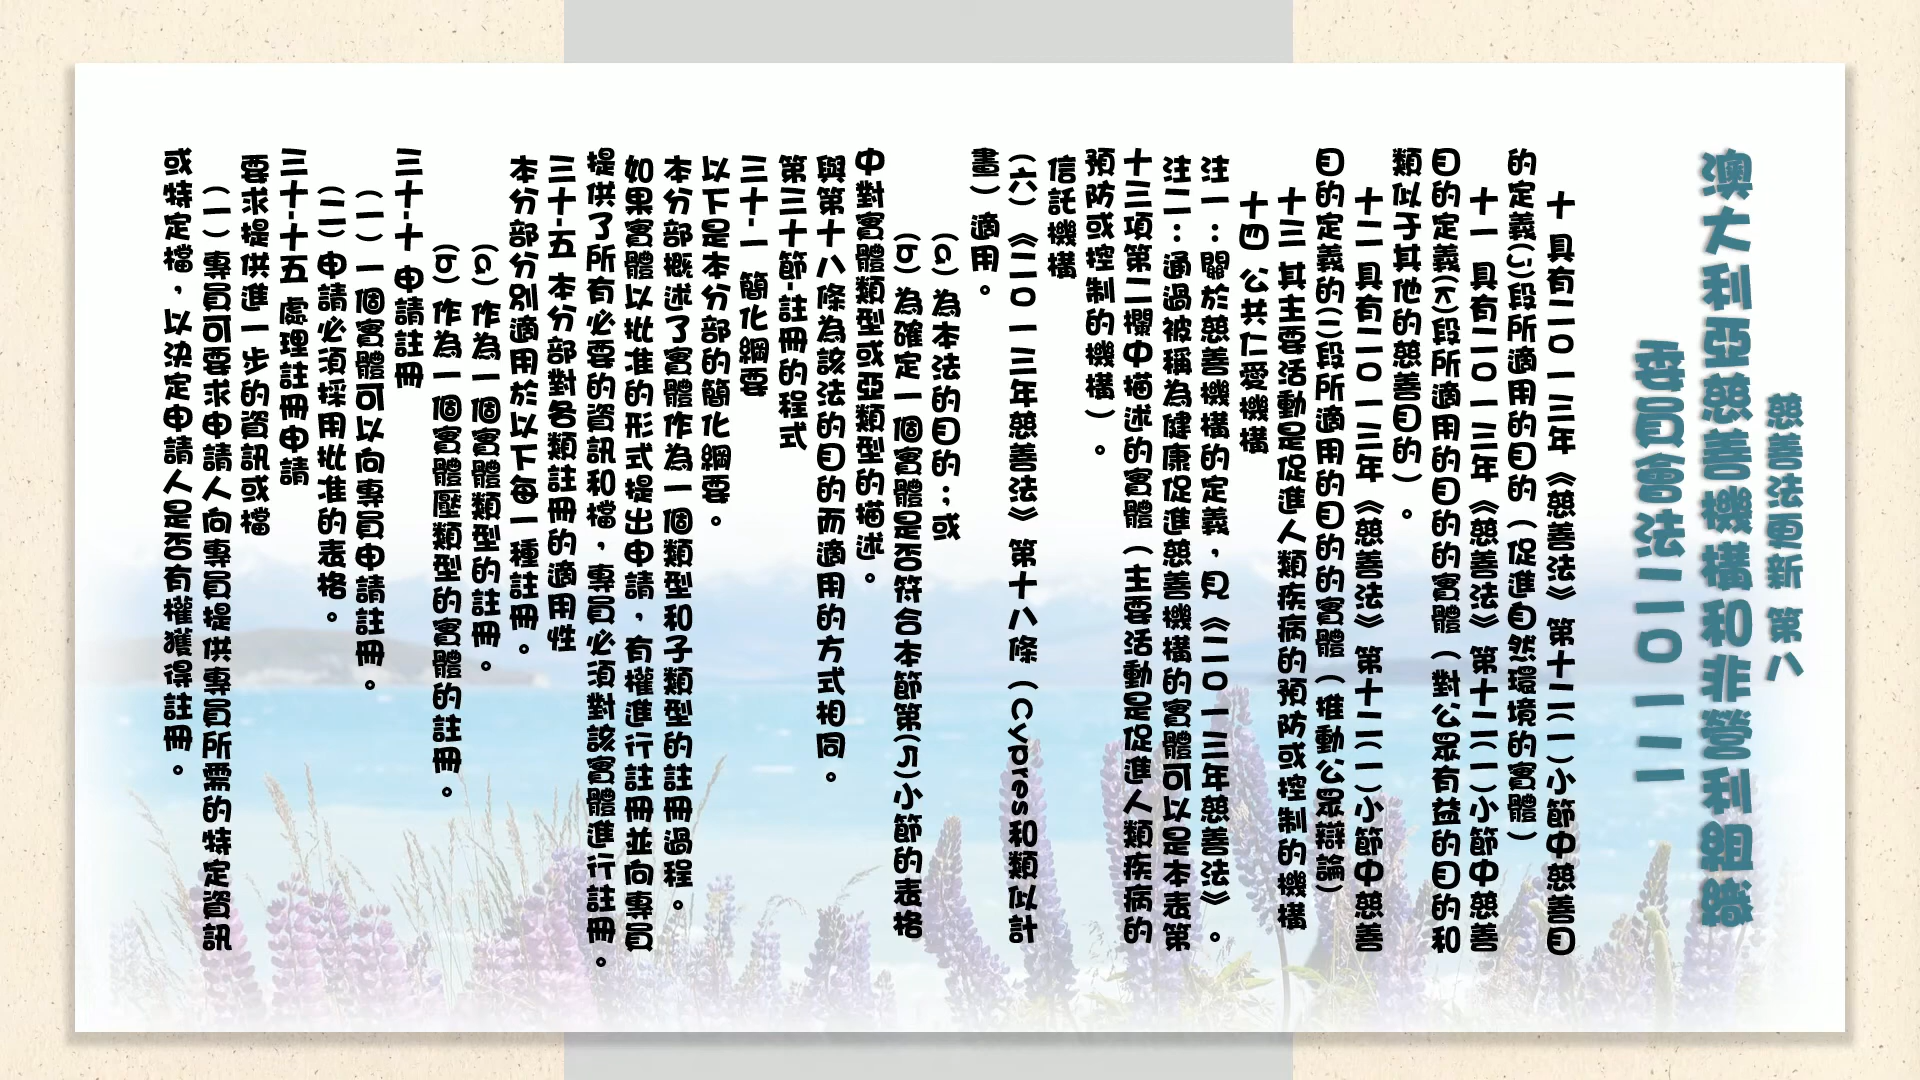 慈善法更新 第八
澳大利亞慈善機構和非營利組織
委員會法二〇一二
十 具有二〇一三年《慈善法》第十二(一)小節中慈善目
的定義(J)段所適用的目的（促進自然環境的實體）
十一 具有二〇一三年《慈善法》第十二(一)小節中慈善
目的定義(K)段所適用的目的的實體（對公眾有益的目的和
類似于其他的慈善目的）。
十二 具有二〇一三年《慈善法》第十二(一)小節中慈善
目的定義的(l)段所適用的目的的實體（推動公眾辯論）
十三 其主要活動是促進人類疾病的預防或控制的機構
十四 公共仁愛機構
注一：關於慈善機構的定義，見《二〇一三年慈善法》。
注二：通過被稱為健康促進慈善機構的實體可以是本表第
十三項第二欄中描述的實體（主要活動是促進人類疾病的
預防或控制的機構）。
信託機構
（六）《二〇一三年慈善法》第十八條（Cypres和類似計
畫）適用。
（a）為本法的目的；或
（b）為確定一個實體是否符合本節第(5)小節的表格
中對實體類型或亞類型的描述。
與第十八條為該法的目的而適用的方式相同。
第三十節-註冊的程式
三十-一 簡化綱要
以下是本分部的簡化綱要。
本分部概述了實體作為一個類型和子類型的註冊過程。
如果實體以批准的形式提出申請，有權進行註冊並向專員
提供了所有必要的資訊和檔，專員必須對該實體進行註冊。
三十-五 本分部對各類註冊的適用性
本分部分別適用於以下每一種註冊。
（a）作為一個實體類型的註冊。
（b）作為一個實體壓類型的實體的註冊。
三十-十 申請註冊
（一）一個實體可以向專員申請註冊。
（二）申請必須採用批准的表格。
三十-十五 處理註冊申請
要求提供進一步的資訊或檔
（一）專員可要求申請人向專員提供專員所需的特定資訊
或特定檔，以決定申請人是否有權獲得註冊。